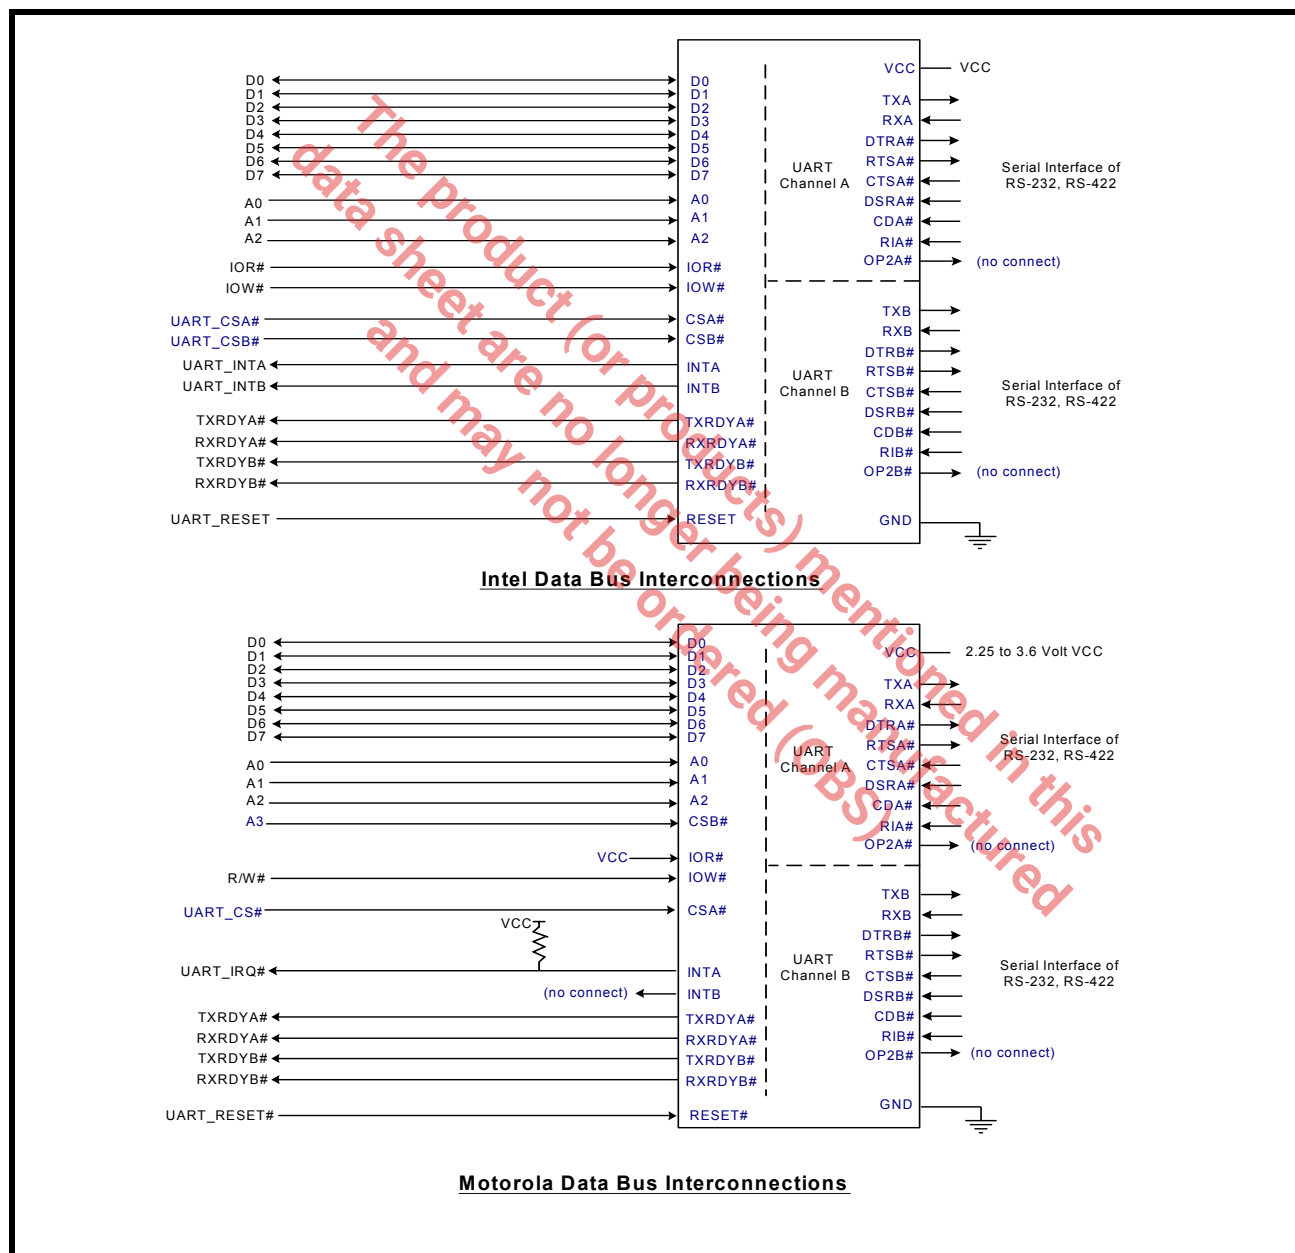 D0
D1
D2
D3
D4
D5
D6
D7
A0
A1
A2
IOR#
IOW#
UART_CSA#
UART_CSB#
UART_INTA
UART_INTB
TXRDYA#
RXRDYA#
TXRDYB#
RXRDYB#
UART_RESET
D0
D1
D2
D3
D4
D5
D6
D7
A0
A1
A2
IOR#
IOW#
CSA#
CSB#
INTA
INTB
TXRDYA#
RXRDYA#
TXRDYB#
RXRDYB#
RESET
UART
Channel A
UART
Channel B
VCC
TXA
RXA
DTRA#
RTSA#
CTSA#
DSRA#
CDA#
RIA#
OP2A#
TXB
RXB
DTRB#
RTSB#
CTSB#
DSRB#
CDB#
RIB#
OP2B#
GND
VCC
Serial Interface of
RS-232, RS-422
(no connect)
Serial Interface of
RS-232, RS-422
(no connect)
Intel Data Bus Interconnections
D0
D1
D2
D3
D4
D5
D6
D7
A0
A1
A2
A3
VCC
R/W#
UART_CS#
VCC
UART_IRQ#
(no connect)
TXRDYA#
RXRDYA#
TXRDYB#
RXRDYB#
UART_RESET#
D0
D1
D2
D3
D4
D5
D6
D7
A0
A1
A2
CSB#
IOR#
IOW#
CSA#
INTA
INTB
TXRDYA#
RXRDYA#
TXRDYB#
RXRDYB#
RESET#
UART
Channel A
UART
Channel B
VCC
TXA
RXA
DTRA#
RTSA#
CTSA#
DSRA#
CDA#
RIA#
OP2A#
TXB
RXB
DTRB#
RTSB#
CTSB#
DSRB#
CDB#
RIB#
OP2B#
GND
2.25 to 3.6 Volt VCC
Serial Interface of
RS-232, RS-422
(no connect)
Serial Interface of
RS-232, RS-422
(no connect)
Motorola Data Bus Interconnections
The product (or products) mentioned in this
data sheet are no longer being manufactured
and may not be ordered (OBS)